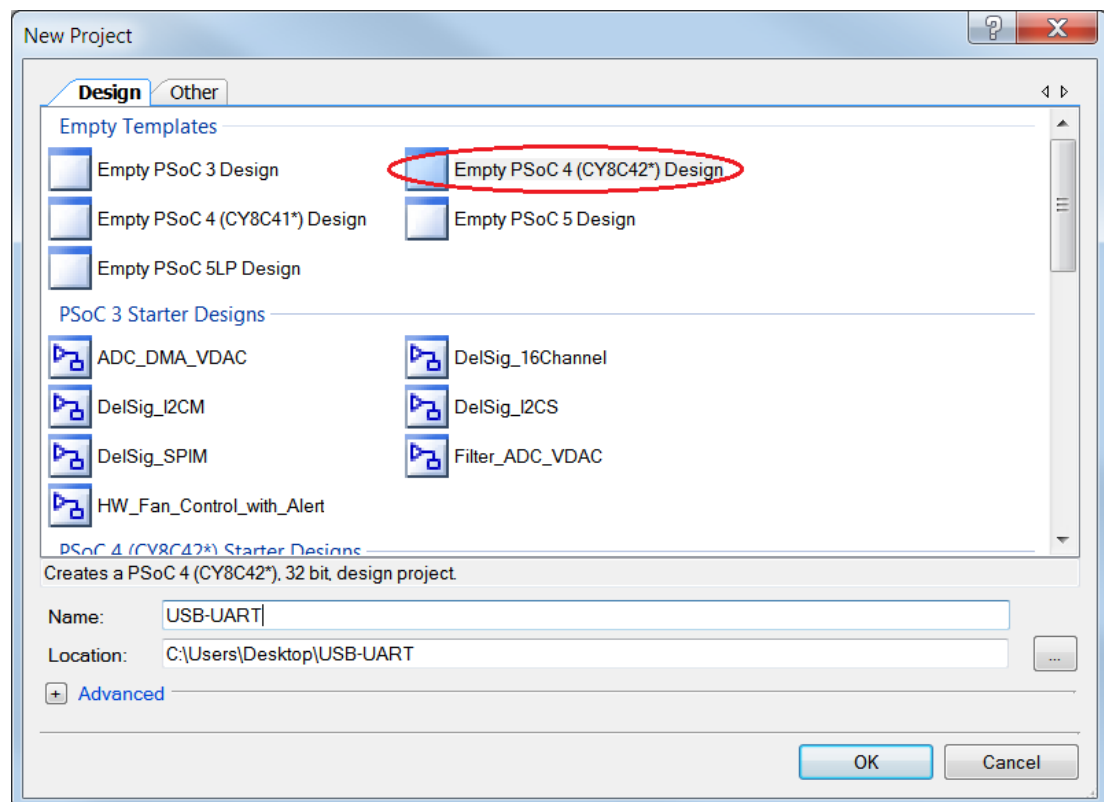 New Project
Design Other
Empty Templates
Empty PSoC 3 Design Empty PSoC 4 (CY8C42*) Design
Empty PSoC 4 (CY8C41*) Design Empty PSoC 5 Design
Empty PSoC 5LP Design
PSoC 3 Starter Designs
ADC_DMA_VDAC DelSig_16Channel
DelSig_I2CM DelSig_I2CS
DelSig_SPIM Filter_ADC_VDAC
HW_Fan_Control_with_Alert
PSoC 4 (CY8C42*) Starter Designs
Creates a PSoC 4 (CY8C42*), 32 bit, design project.
Name: USB-UART
Location: C:\Users\Desktop\USB-UART ...
+ Advanced
OK Cancel